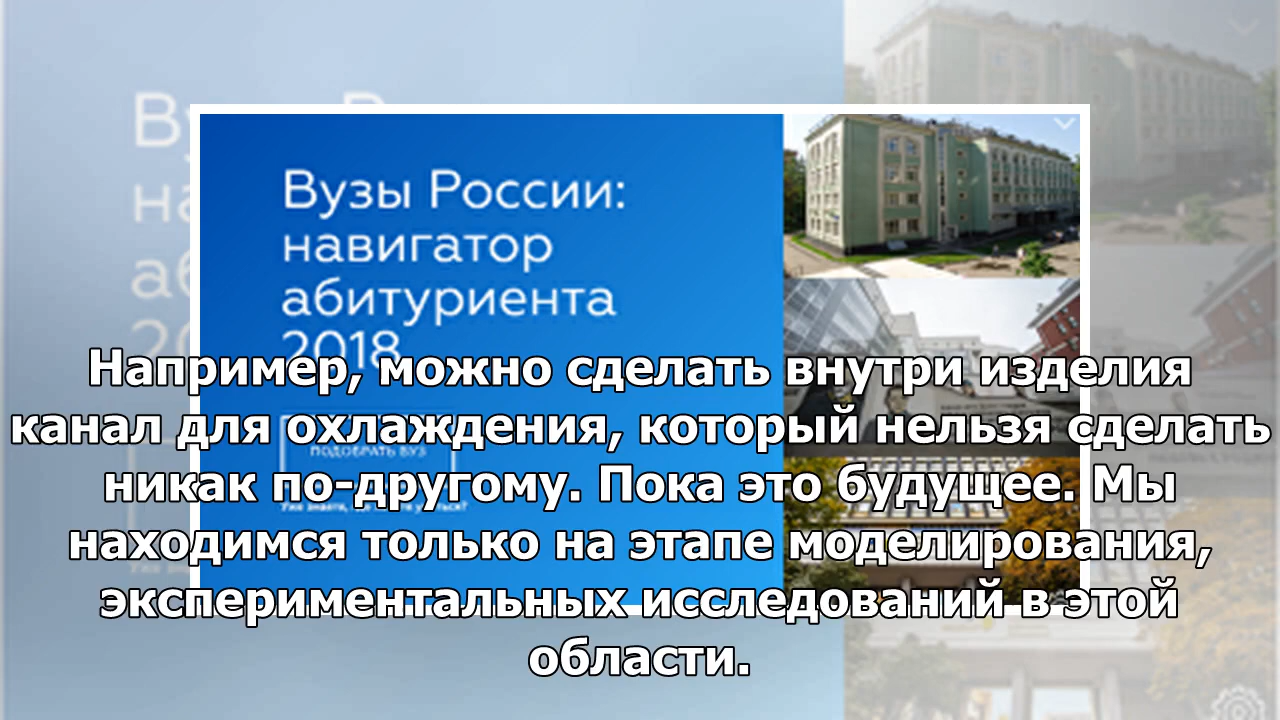 Вузы России:
навигатор
абитуриента
2018
Например, можно сделать внутри изделия
канал для охлаждения, который нельзя сделать
ПОДОБРАТЬ ВУЗ
никак по-другому. Пока это будущее. Мы
находимся только на этапе моделирования,
экспериментальных исследований в этой
области.